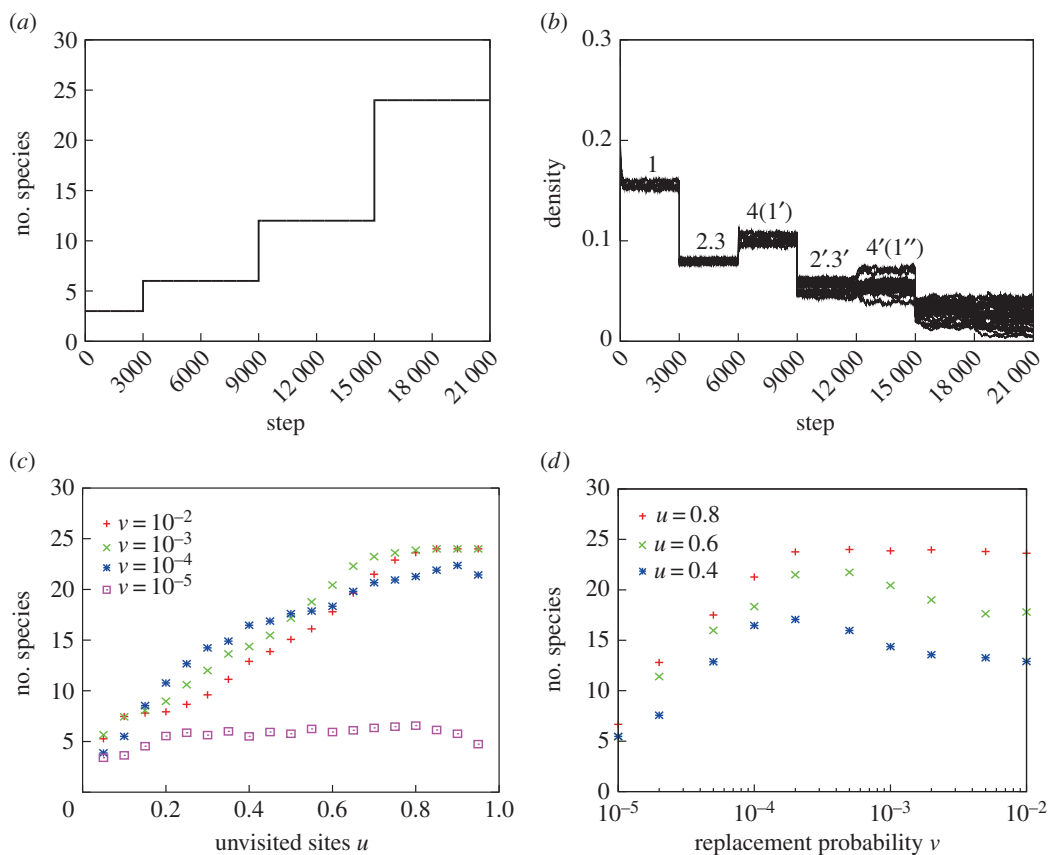 (a)
30
25
20
15
10
5
0
no. species
0
3000
6000
9000
12 000
15 000
18 000
21 000
step
(b)
0.3
0.2
0.1
0
density
1
2.3
4(1′)
2′.3′
4′(1″)
0
3000
6000
9000
12 000
15 000
18 000
21 000
step
(c)
30
25
20
15
10
5
0
no. species
v = 10⁻²
v = 10⁻³
v = 10⁻⁴
v = 10⁻⁵
0.2
0.4
0.6
0.8
1.0
unvisited sites u
(d)
30
25
20
15
10
5
0
no. species
u = 0.8
u = 0.6
u = 0.4
10⁻⁵
10⁻⁴
10⁻³
10⁻²
replacement probability v